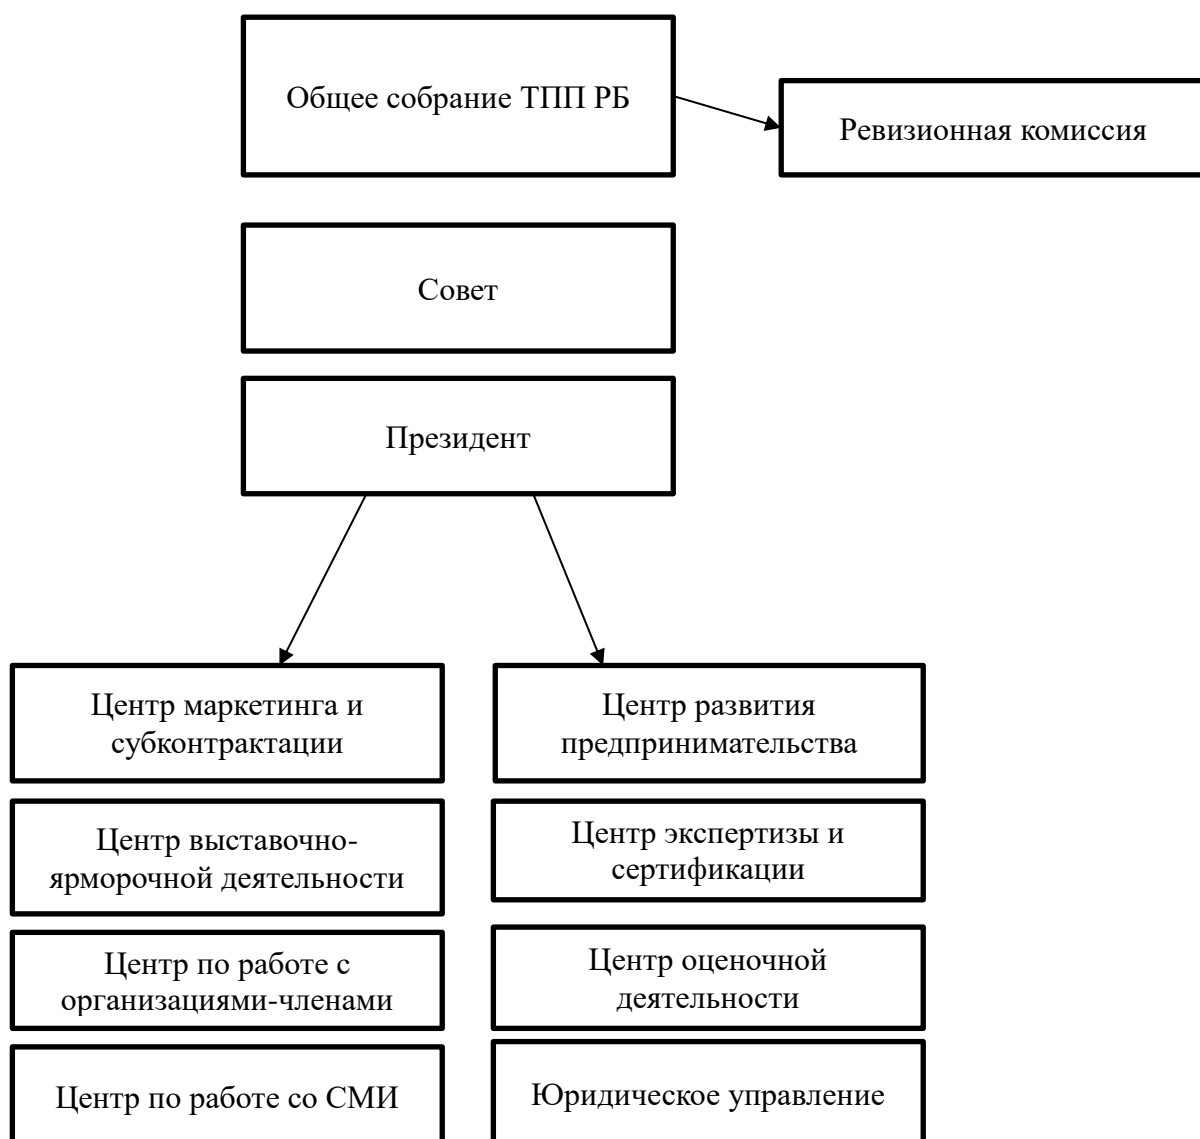 Общее собрание ТПП РБ
Ревизионная комиссия
Совет
Президент
Центр маркетинга и
субконтрактации
Центр развития
предпринимательства
Центр выставочно-
ярморочной деятельности
Центр экспертизы и
сертификации
Центр по работе с
организациями-членами
Центр оценочной
деятельности
Центр по работе со СМИ
Юридическое управление